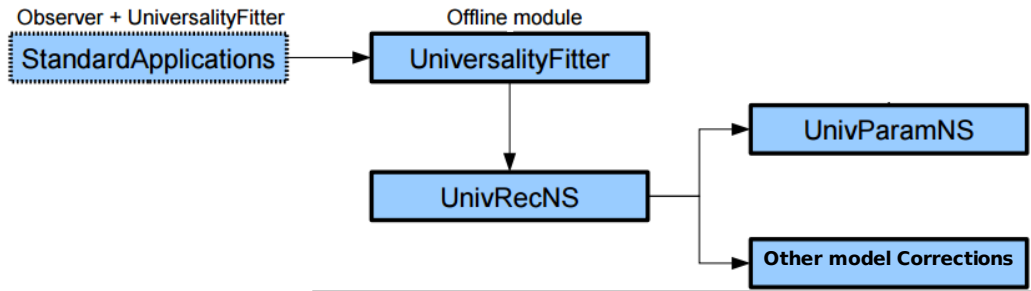 Observer + UniversalityFitter
StandardApplications
Offline module
UniversalityFitter
UnivRecNS
UnivParamNS
Other model Corrections